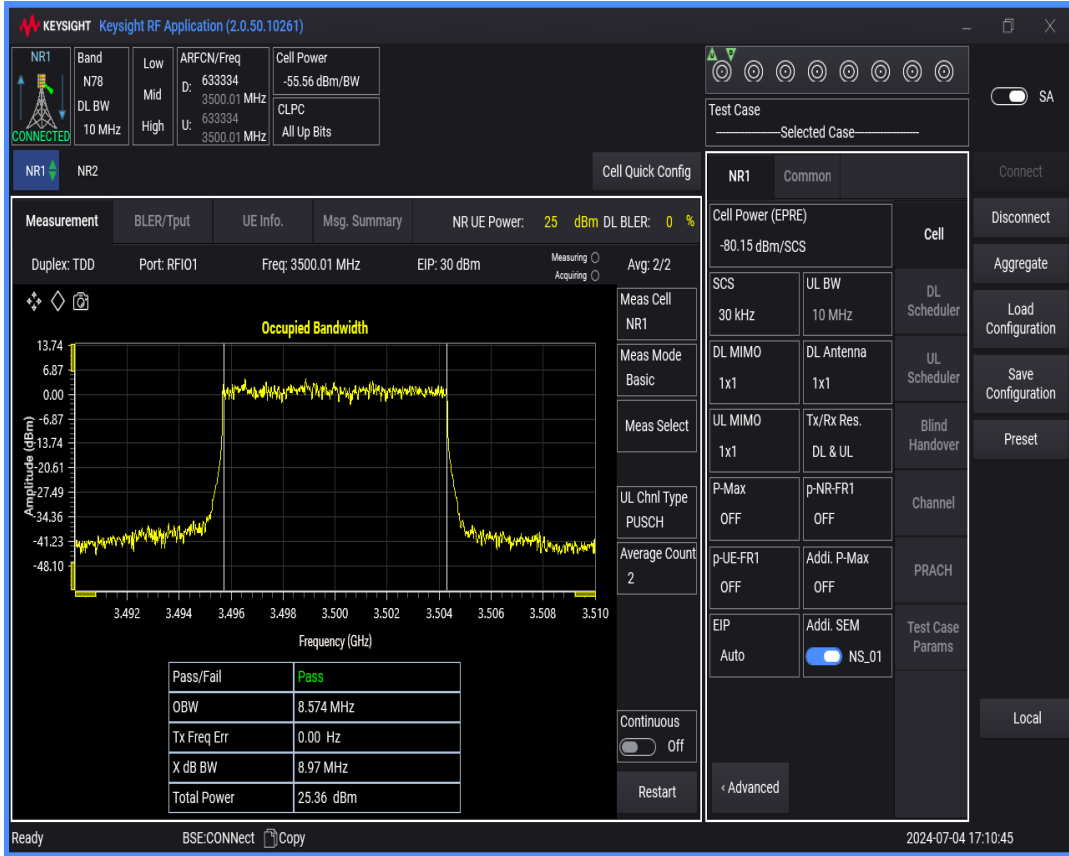 KEYSIGHT Keysight RF Application (2.0.50.10261)
NR1
CONNECTED
Band
N78
DL BW
10 MHz
Low
Mid
High
ARFCN/Freq
D: 633334
3500.01 MHz
U: 633334
3500.01 MHz
Cell Power
-55.56 dBm/BW
CLPC
All Up Bits
U D
Test Case
--------------------Selected Case------------------
SA
NR1 NR2
Cell Quick Config
Measurement BLER/Tput UE Info. Msg. Summary NR UE Power: 25 dBm DL BLER: 0 %
Duplex: TDD Port: RFIO1 Freq: 3500.01 MHz EIP: 30 dBm Measuring Acquiring Avg: 2/2
Occupied Bandwidth
Amplitude (dBm)
13.74
6.87
0.00
-6.87
-13.74
-20.61
-27.49
-34.36
-41.23
-48.10
3.492 3.494 3.496 3.498 3.500 3.502 3.504 3.506 3.508 3.510
Frequency (GHz)
Pass/Fail Pass
OBW 8.574 MHz
Tx Freq Err 0.00 Hz
X dB BW 8.97 MHz
Total Power 25.36 dBm
Meas Cell
NR1
Meas Mode
Basic
Meas Select
UL Chnl Type
PUSCH
Average Count
2
Continuous
Off
Restart
NR1 Common
Cell Power (EPRE)
-80.15 dBm/SCS
SCS
30 kHz
UL BW
10 MHz
DL MIMO
1x1
DL Antenna
1x1
UL MIMO
1x1
Tx/Rx Res.
DL & UL
P-Max
OFF
p-NR-FR1
OFF
p-UE-FR1
OFF
Addi. P-Max
OFF
EIP
Auto
Addi. SEM
NS_01
‹ Advanced
Cell
DL
Scheduler
UL
Scheduler
Blind
Handover
Channel
PRACH
Test Case
Params
Connect
Disconnect
Aggregate
Load
Configuration
Save
Configuration
Preset
Local
Ready BSE:CONNect Copy 2024-07-04 17:10:45